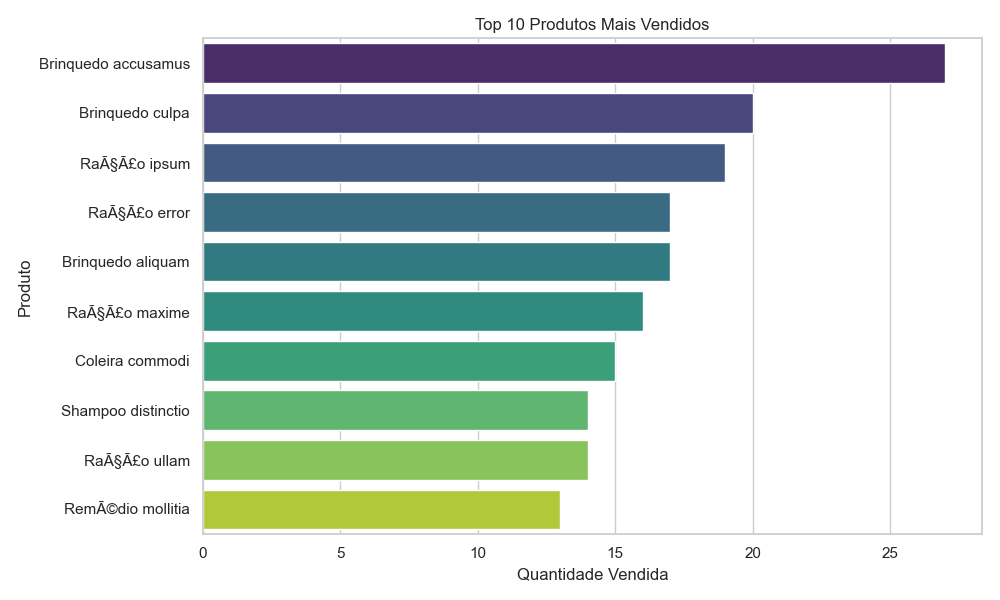 Top 10 Produtos Mais Vendidos
Brinquedo accusamus
Brinquedo culpa
RaÃ§Ã£o ipsum
RaÃ§Ã£o error
Brinquedo aliquam
RaÃ§Ã£o maxime
Coleira commodi
Shampoo distinctio
RaÃ§Ã£o ullam
RemÃ©dio mollitia
Produto
0 5 10 15 20 25
Quantidade Vendida